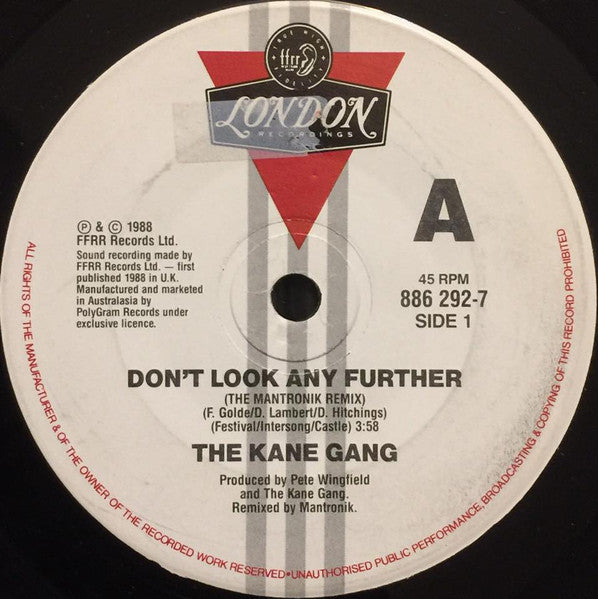 TRUE HIGH FIDELITY
ffrr
LONDON
RECORDINGS
A
℗ & © 1988
FFRR Records Ltd.
Sound recording made by
FFRR Records Ltd. — first
published 1988 in U.K.
Manufactured and marketed
in Australasia by
PolyGram Records under
exclusive licence.
45 RPM
886 292-7
SIDE 1
DON'T LOOK ANY FURTHER
(THE MANTRONIK REMIX)
(F. Golde/D. Lambert/D. Hitchings)
(Festival/Intersong/Castle) 3:58
THE KANE GANG
Produced by Pete Wingfield
and The Kane Gang.
Remixed by Mantronik.
ALL RIGHTS OF THE MANUFACTURER & OF THE OWNER OF THE RECORDED WORK RESERVED•UNAUTHORISED PUBLIC PERFORMANCE, BROADCASTING & COPYING OF THIS RECORD PROHIBITED